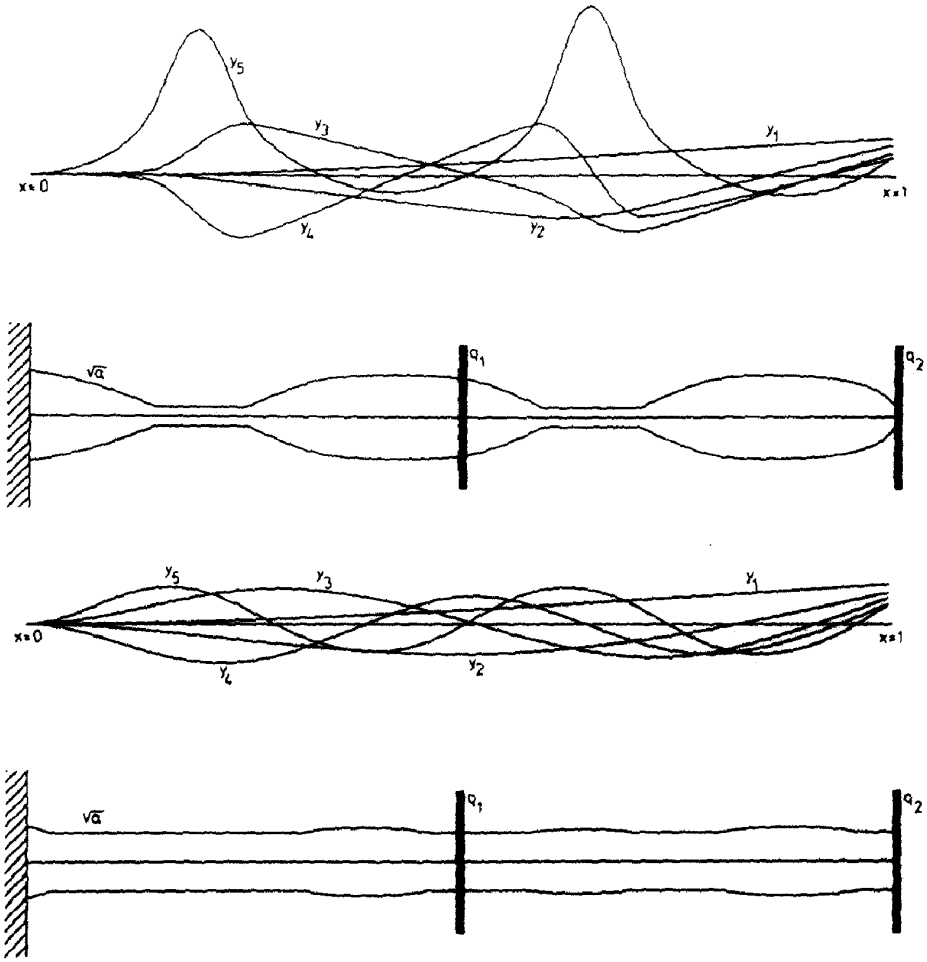 y₅
y₃
y₁
x=0
x=1
y₄
y₂
√a
q₁
q₂
y₅
y₃
y₁
x=0
x=1
y₄
y₂
√a
q₁
q₂